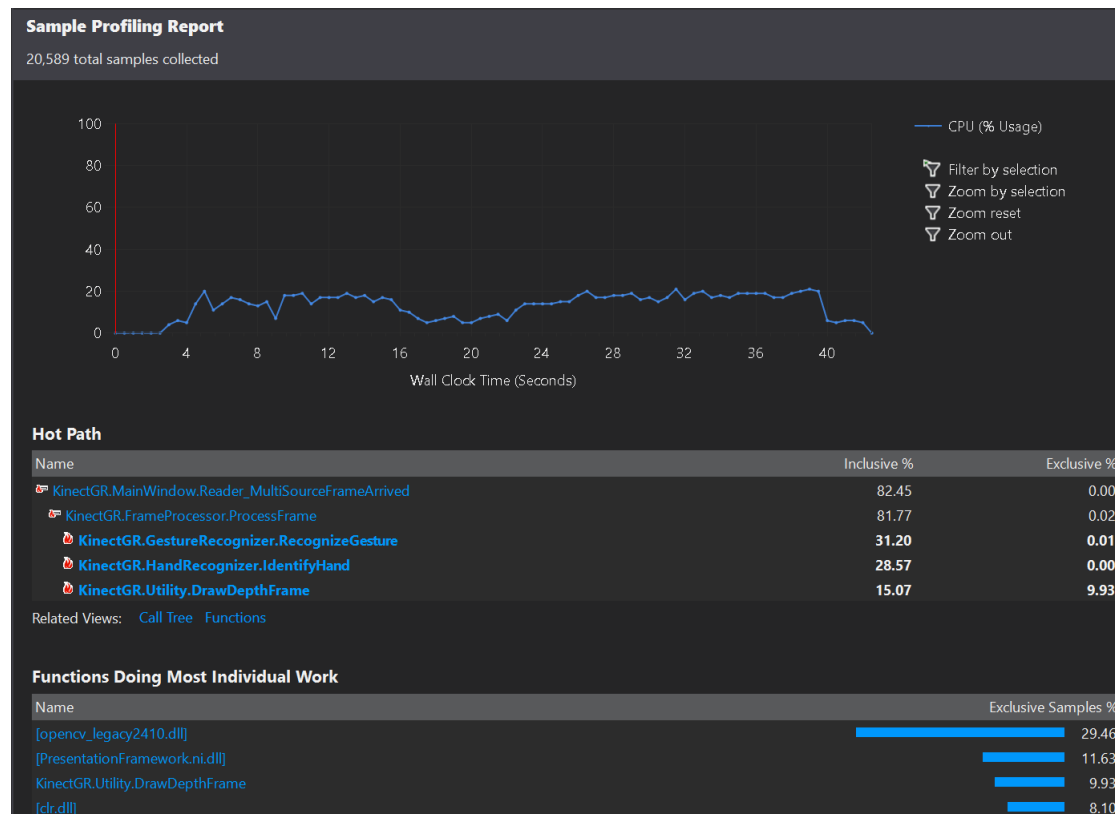 Sample Profiling Report
20,589 total samples collected
100
80
60
40
20
0
0 4 8 12 16 20 24 28 32 36 40
Wall Clock Time (Seconds)
CPU (% Usage)
Filter by selection
Zoom by selection
Zoom reset
Zoom out
Hot Path
Name Inclusive % Exclusive %
KinectGR.MainWindow.Reader_MultiSourceFrameArrived 82.45 0.00
KinectGR.FrameProcessor.ProcessFrame 81.77 0.02
KinectGR.GestureRecognizer.RecognizeGesture 31.20 0.01
KinectGR.HandRecognizer.IdentifyHand 28.57 0.00
KinectGR.Utility.DrawDepthFrame 15.07 9.93
Related Views: Call Tree Functions
Functions Doing Most Individual Work
Name Exclusive Samples %
[opencv_legacy2410.dll] 29.46
[PresentationFramework.ni.dll] 11.63
KinectGR.Utility.DrawDepthFrame 9.93
[clr.dll] 8.10